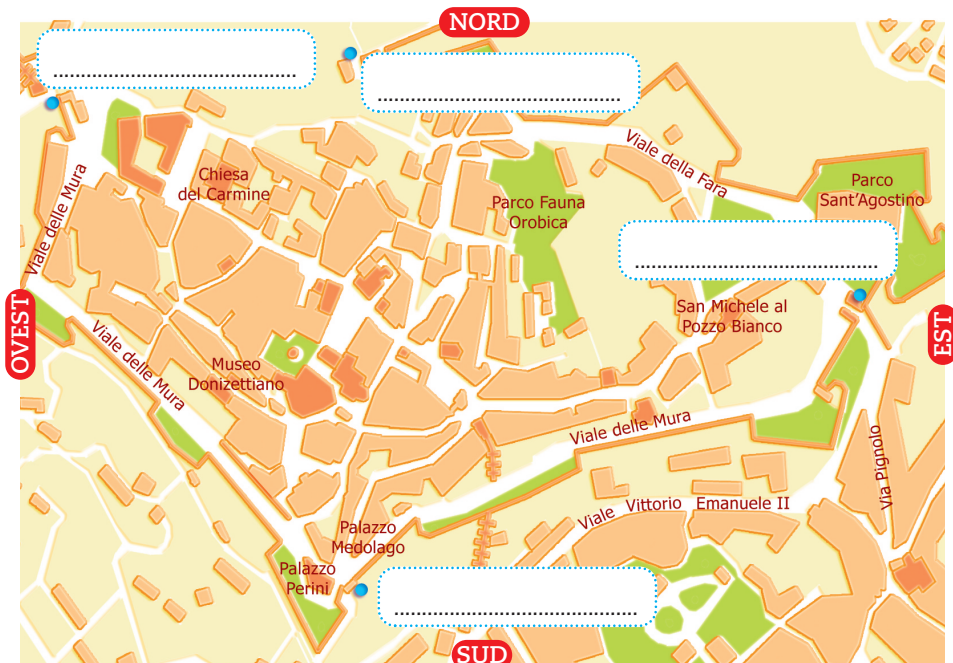 NORD
.....................................
.....................................
Viale della Fara
Chiesa
del Carmine
Parco
Sant'Agostino
Parco Fauna
Orobica
Viale delle Mura
.....................................
OVEST
San Michele al
Pozzo Bianco
EST
Viale delle Mura
Museo
Donizettiano
Viale delle Mura
Via Pignolo
Viale Vittorio Emanuele II
Palazzo
Medolago
Palazzo
Perini
.....................................
SUD